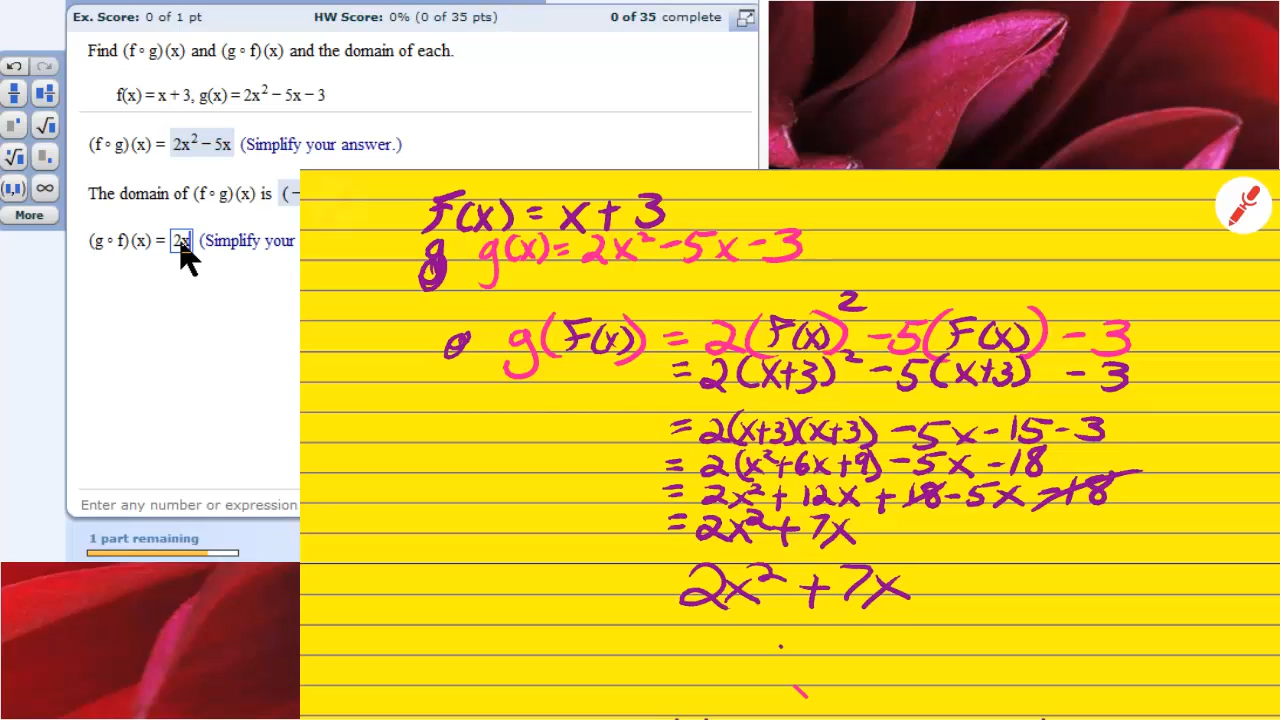 Ex. Score: 0 of 1 pt
HW Score: 0% (0 of 35 pts)
0 of 35 complete
Find (f∘g)(x) and (g∘f)(x) and the domain of each.
f(x) = x + 3, g(x) = 2x² − 5x − 3
(f∘g)(x) = 2x² − 5x (Simplify your answer.)
The domain of (f∘g)(x) is (−
(g∘f)(x) = 2x (Simplify your
More
Enter any number or expression
1 part remaining
F(x) = x + 3
g g(x) = 2x² − 5x − 3
g(F(x)) = 2(F(x))² − 5(F(x)) − 3
= 2(x+3)² − 5(x+3) − 3
= 2(x+3)(x+3) − 5x − 15 − 3
= 2(x²+6x+9) − 5x − 18
= 2x² + 12x + 18 − 5x − 18
= 2x² + 7x
2x² + 7x